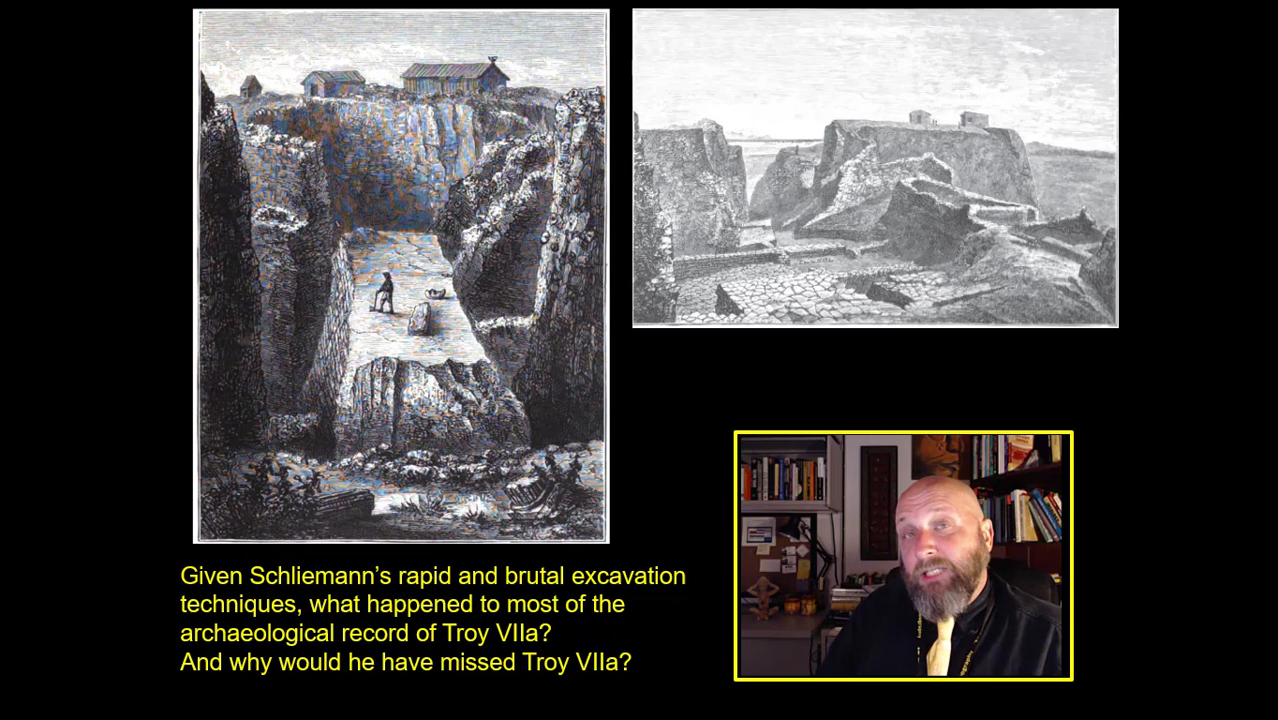 Given Schliemann’s rapid and brutal excavation
techniques, what happened to most of the
archaeological record of Troy VIIa?
And why would he have missed Troy VIIa?